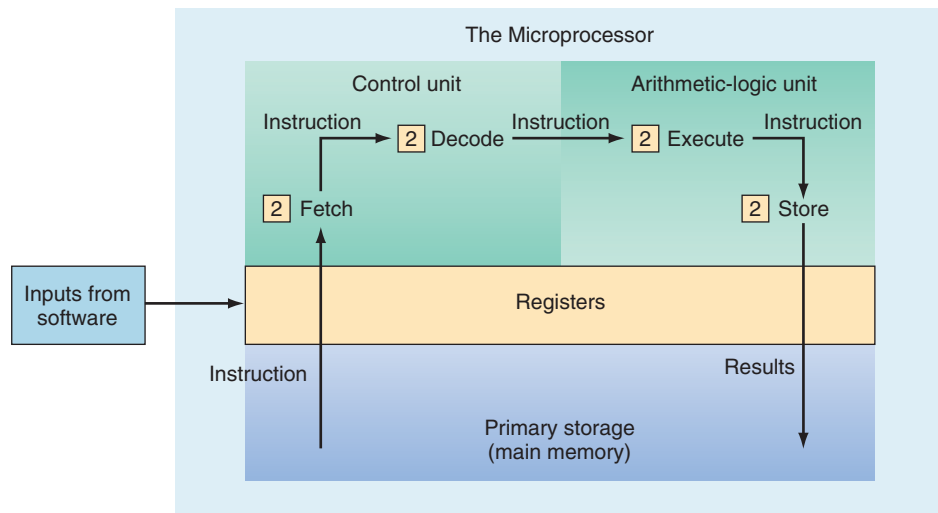 The Microprocessor
Control unit
Arithmetic-logic unit
Instruction
2 Decode
Instruction
2 Execute
Instruction
2 Fetch
2 Store
Inputs from
software
Registers
Instruction
Results
Primary storage
(main memory)